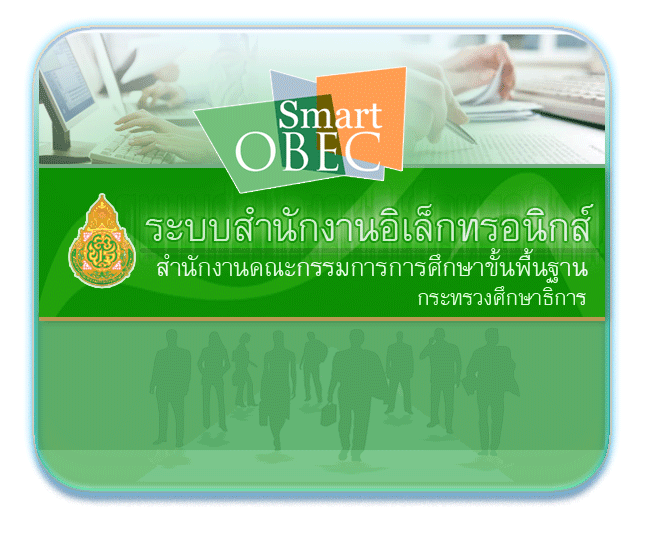 Smart
OBEC
ระบบสำนักงานอิเล็กทรอนิกส์
สำนักงานคณะกรรมการการศึกษาขั้นพื้นฐาน
กระทรวงศึกษาธิการ